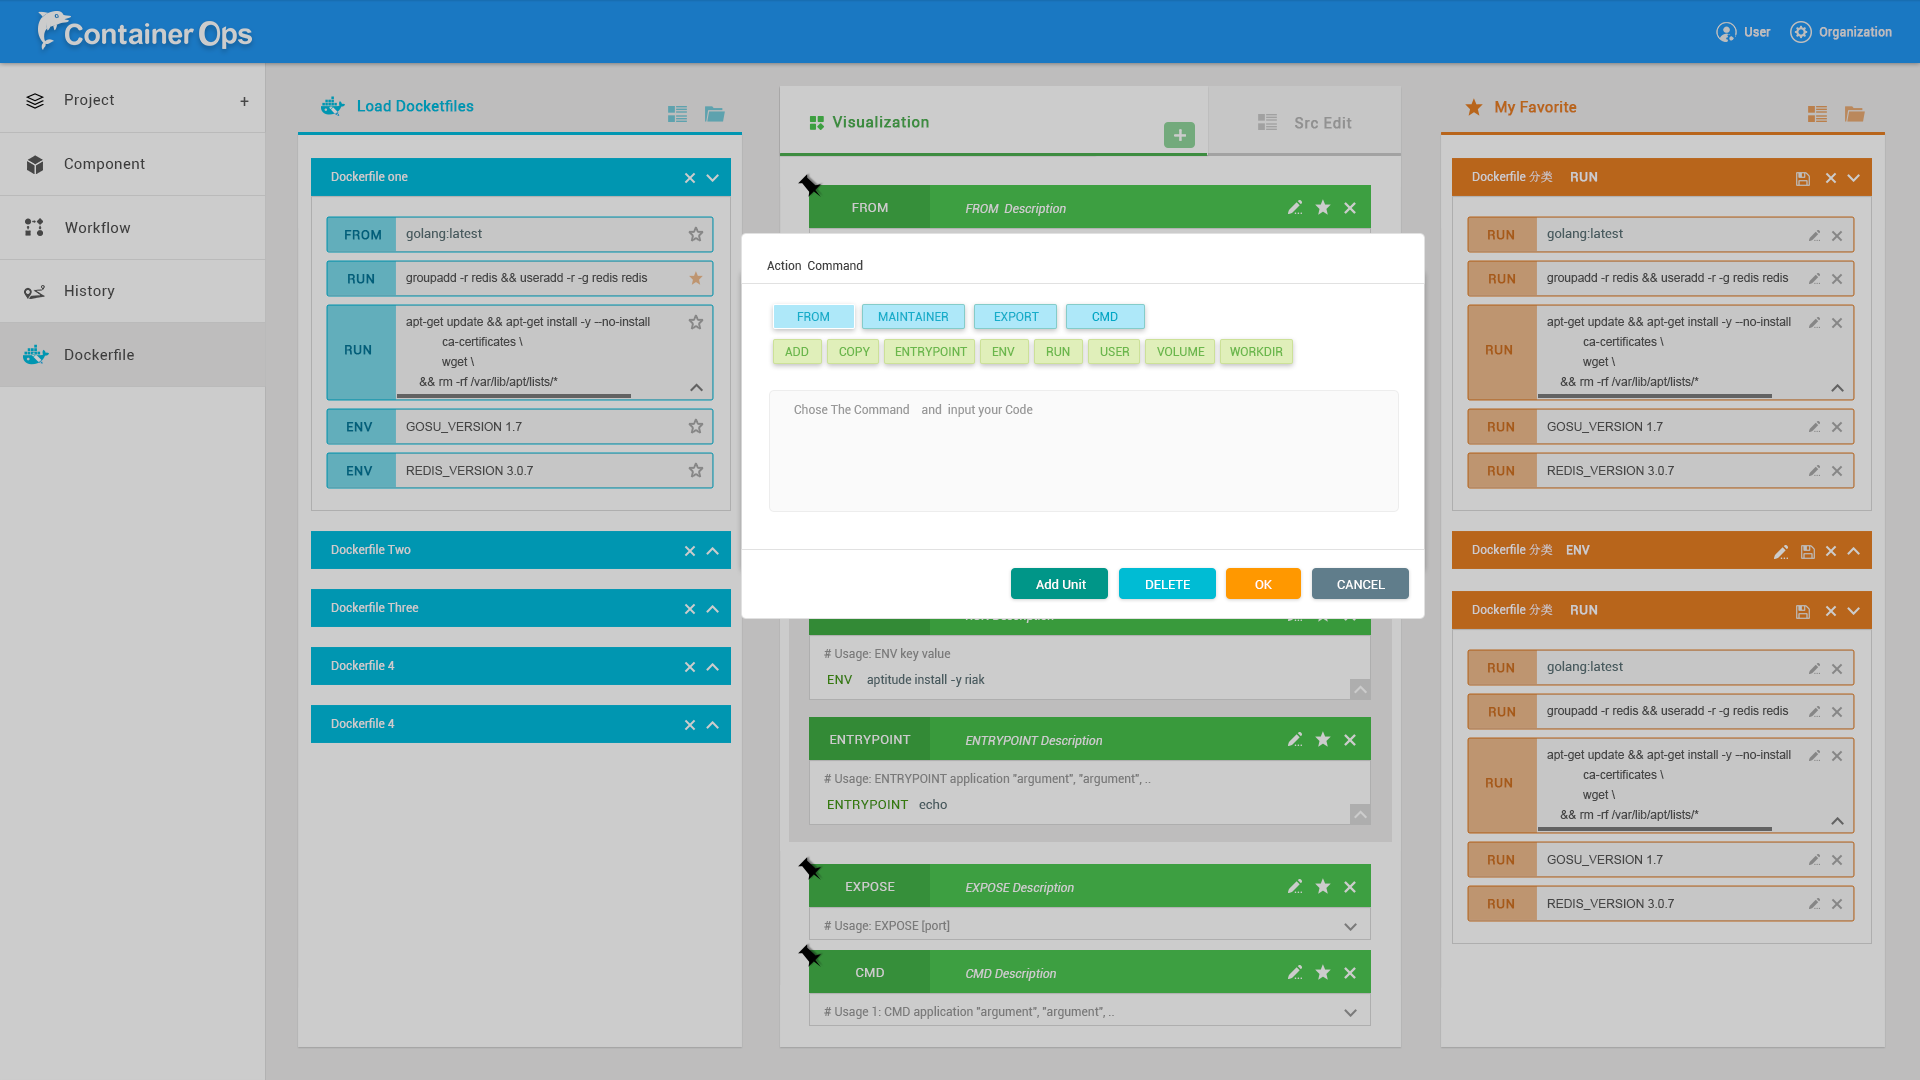 Container Ops
User
Organization
Project +
Component
Workflow
History
Dockerfile
Load Docketfiles
Dockerfile one
FROM golang:latest
RUN groupadd -r redis && useradd -r -g redis redis
RUN apt-get update && apt-get install -y --no-install
ca-certificates \
wget \
&& rm -rf /var/lib/apt/lists/*
ENV GOSU_VERSION 1.7
ENV REDIS_VERSION 3.0.7
Dockerfile Two
Dockerfile Three
Dockerfile 4
Dockerfile 4
Visualization
Src Edit
FROM FROM Description
Action Command
FROM MAINTAINER EXPORT CMD
ADD COPY ENTRYPOINT ENV RUN USER VOLUME WORKDIR
Chose The Command and input your Code
Add Unit DELETE OK CANCEL
# Usage: ENV key value
ENV aptitude install -y riak
ENTRYPOINT ENTRYPOINT Description
# Usage: ENTRYPOINT application "argument", "argument", ..
ENTRYPOINT echo
EXPOSE EXPOSE Description
# Usage: EXPOSE [port]
CMD CMD Description
# Usage 1: CMD application "argument", "argument", ..
My Favorite
Dockerfile 分类 RUN
RUN golang:latest
RUN groupadd -r redis && useradd -r -g redis redis
RUN apt-get update && apt-get install -y --no-install
ca-certificates \
wget \
&& rm -rf /var/lib/apt/lists/*
RUN GOSU_VERSION 1.7
RUN REDIS_VERSION 3.0.7
Dockerfile 分类 ENV
Dockerfile 分类 RUN
RUN golang:latest
RUN groupadd -r redis && useradd -r -g redis redis
RUN apt-get update && apt-get install -y --no-install
ca-certificates \
wget \
&& rm -rf /var/lib/apt/lists/*
RUN GOSU_VERSION 1.7
RUN REDIS_VERSION 3.0.7